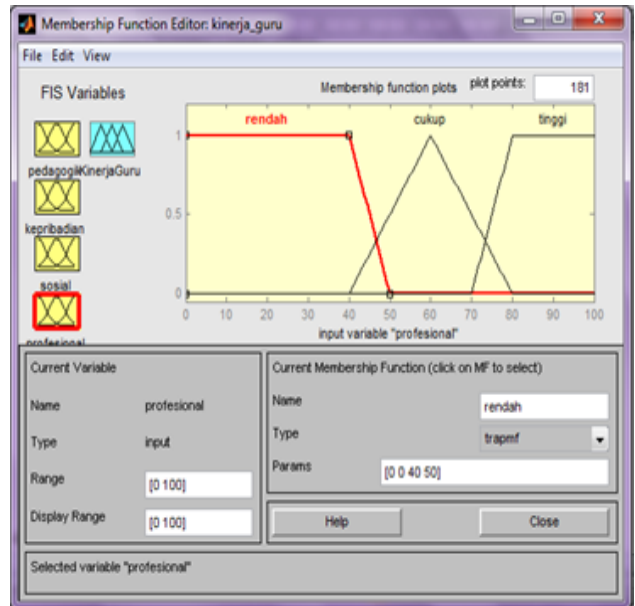 Membership Function Editor: kinerja_guru
File Edit View
FIS Variables
Membership function plots
plot points:
181
pedagogik
KinerjaGuru
kepribadian
sosial
profesional
rendah
cukup
tinggi
1
0.5
0
0 10 20 30 40 50 60 70 80 90 100
input variable "profesional"
Current Variable
Name profesional
Type input
Range [0 100]
Display Range [0 100]
Current Membership Function (click on MF to select)
Name rendah
Type trapmf
Params [0 0 40 50]
Help
Close
Selected variable "profesional"